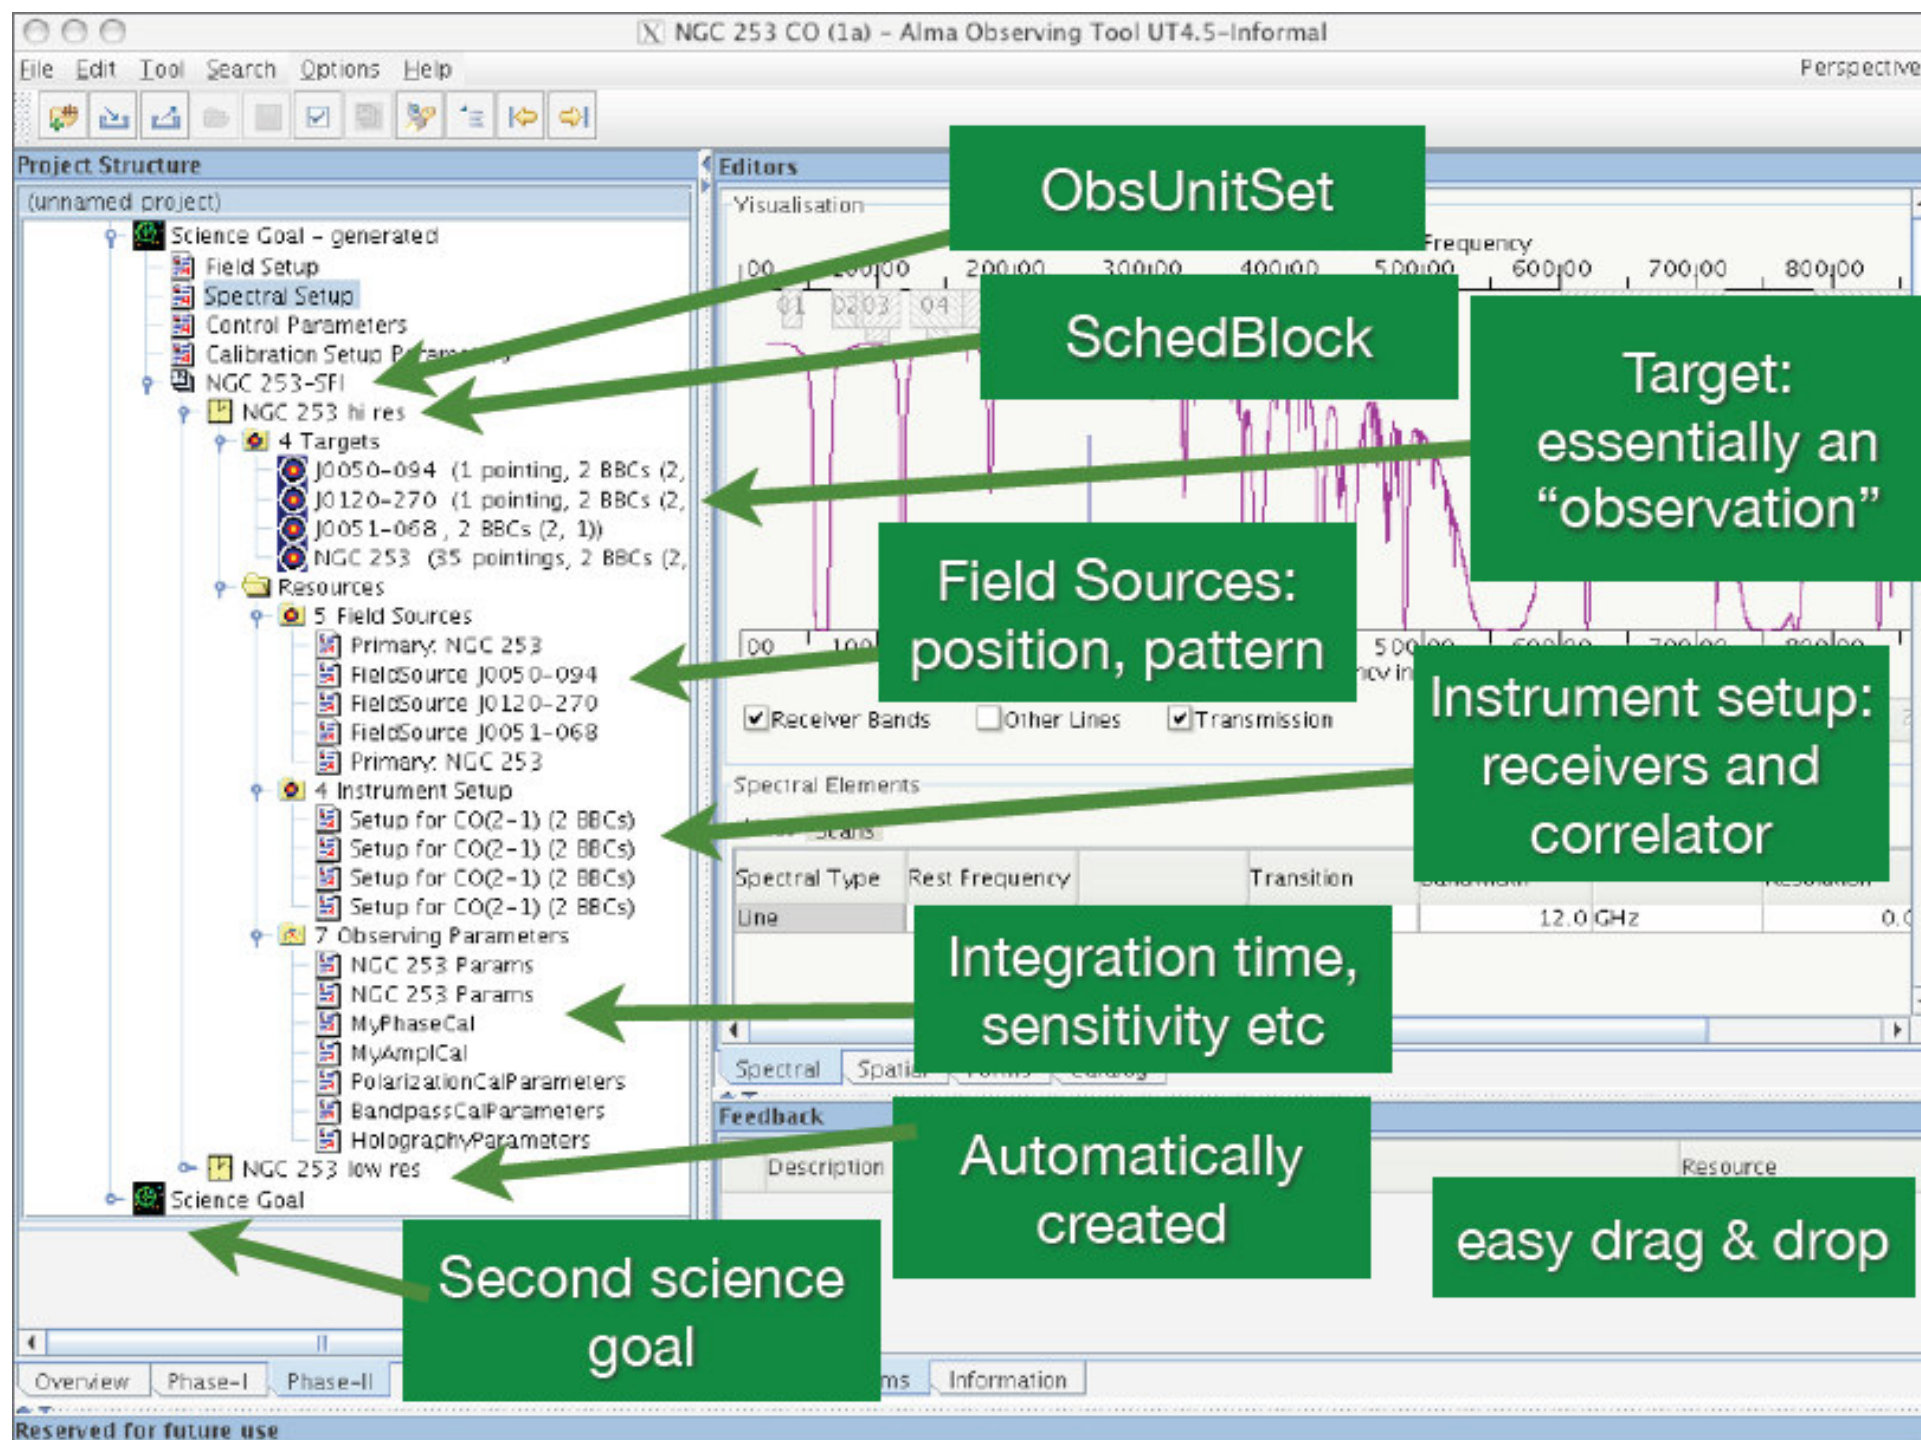 NGC 253 CO (1a) - Alma Observing Tool UT4.5-Informal
File Edit Tool Search Options Help
Perspective
Project Structure
(unnamed project)
Science Goal - generated
Field Setup
Spectral Setup
Control Parameters
Calibration Setup Parameters
NGC 253-SFI
NGC 253 hi res
4 Targets
J0050-094 (1 pointing, 2 BBCs (2,
J0120-270 (1 pointing, 2 BBCs (2,
J0051-068 , 2 BBCs (2, 1))
NGC 253 (35 pointings, 2 BBCs (2,
Resources
5 Field Sources
Primary: NGC 253
FieldSource J0050-094
FieldSource J0120-270
FieldSource J0051-068
Primary: NGC 253
4 Instrument Setup
Setup for CO(2-1) (2 BBCs)
Setup for CO(2-1) (2 BBCs)
Setup for CO(2-1) (2 BBCs)
Setup for CO(2-1) (2 BBCs)
7 Observing Parameters
NGC 253 Params
NGC 253 Params
MyPhaseCal
MyAmplCal
PolarizationCalParameters
BandpassCalParameters
HolographyParameters
NGC 253 low res
Science Goal
Overview Phase-I Phase-II
Reserved for future use
Editors
Visualisation
Frequency
200|00 300|00 400|00 500|00 600|00 700|00 800|00
01 02 03 04
Receiver Bands Other Lines Transmission
Spectral Elements
Spectral Type Rest Frequency Transition
Line 12.0 GHz
Spectral
Feedback
Description Resource
Information
ObsUnitSet
SchedBlock
Target:
essentially an
“observation”
Field Sources:
position, pattern
Instrument setup:
receivers and
correlator
Integration time,
sensitivity etc
Automatically
created
easy drag & drop
Second science
goal